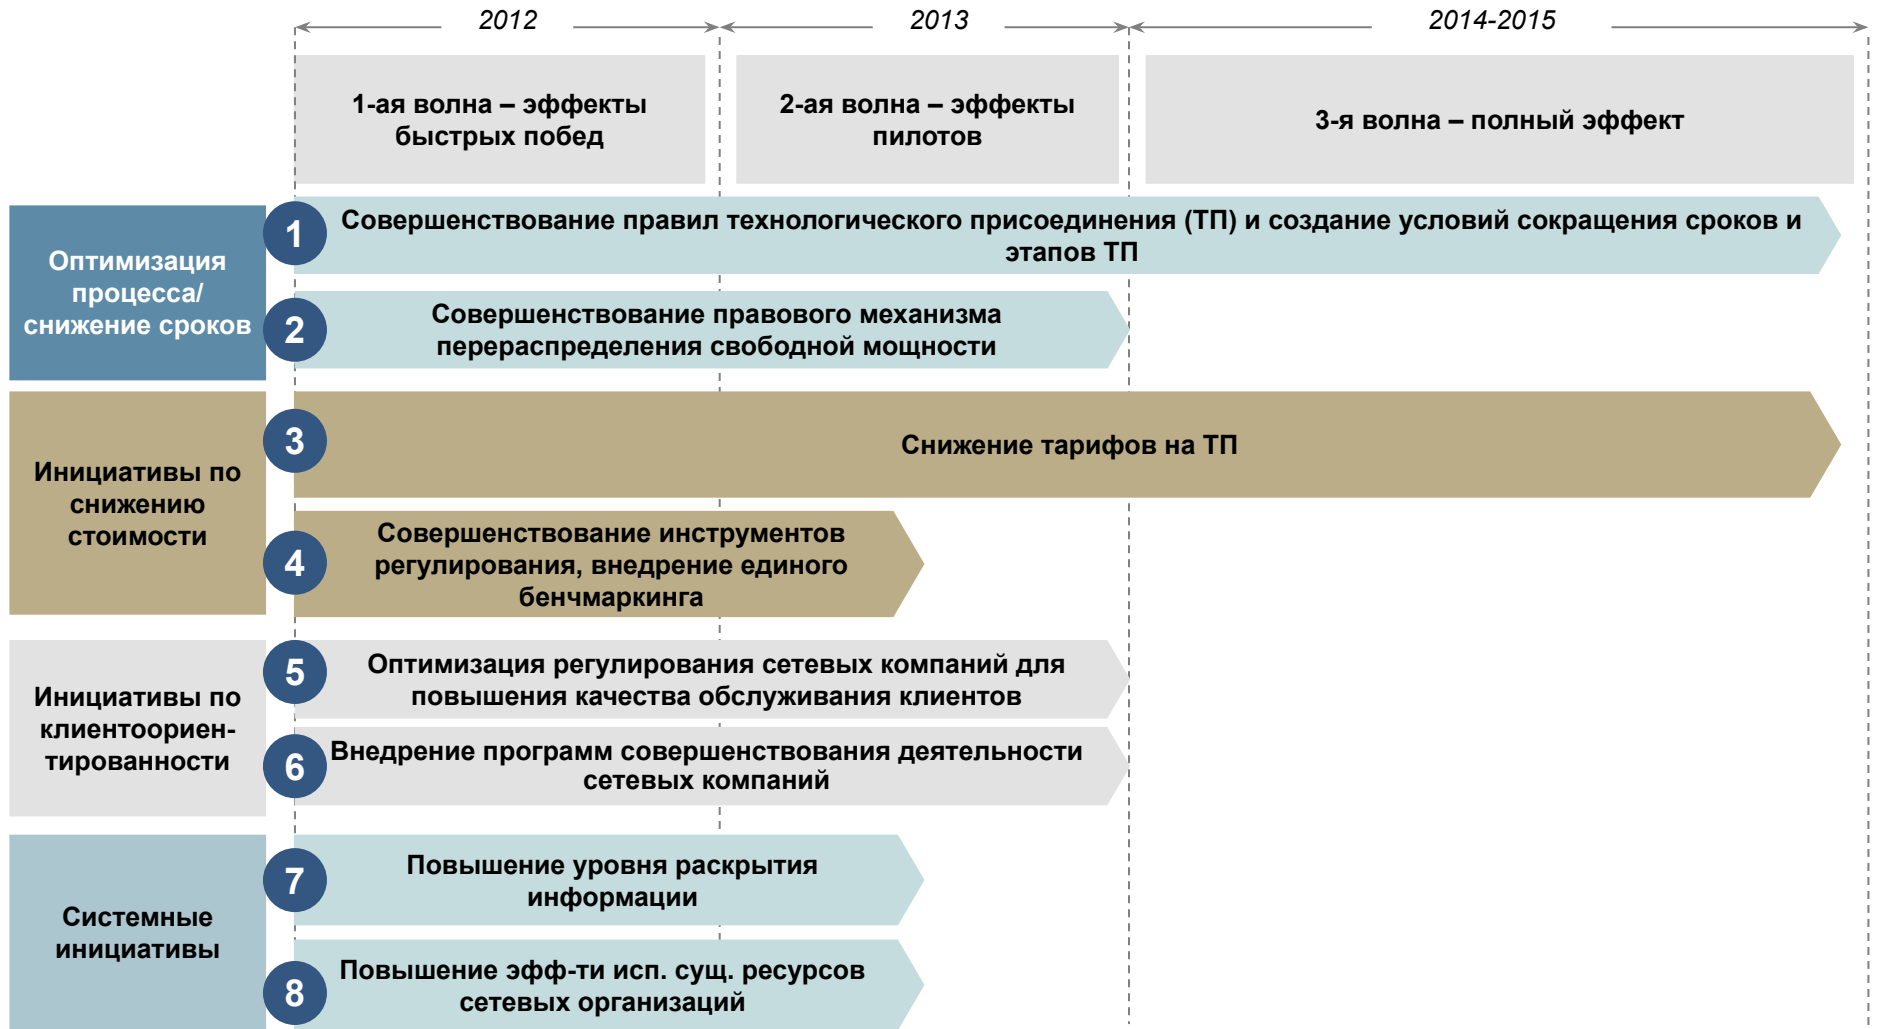 2012
2013
2014-2015
1-ая волна – эффекты
быстрых побед
2-ая волна – эффекты
пилотов
3-я волна – полный эффект
Оптимизация
процесса/
снижение сроков
1
Совершенствование правил технологического присоединения (ТП) и создание условий сокращения сроков и
этапов ТП
2
Совершенствование правового механизма
перераспределения свободной мощности
Инициативы по
снижению
стоимости
3
Снижение тарифов на ТП
4
Совершенствование инструментов
регулирования, внедрение единого
бенчмаркинга
Инициативы по
клиентоориен-
тированности
5
Оптимизация регулирования сетевых компаний для
повышения качества обслуживания клиентов
6
Внедрение программ совершенствования деятельности
сетевых компаний
Системные
инициативы
7
Повышение уровня раскрытия
информации
8
Повышение эфф-ти исп. сущ. ресурсов
сетевых организаций